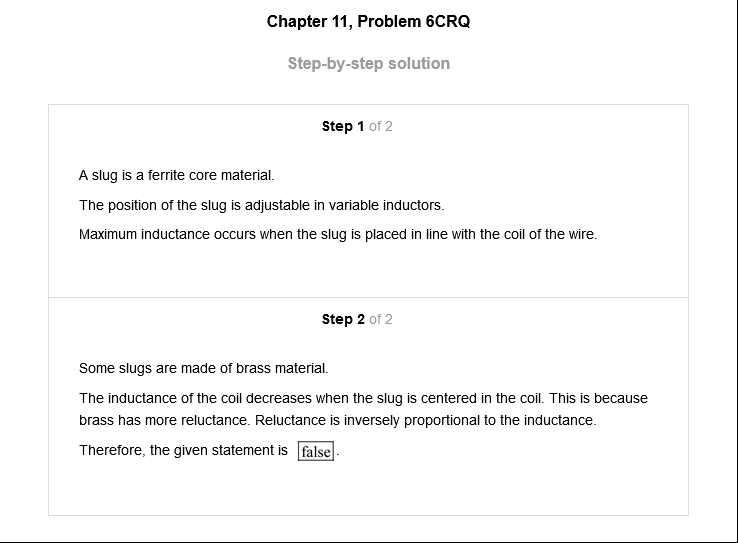 Chapter 11, Problem 6CRQ
Step-by-step solution
Step 1 of 2
A slug is a ferrite core material.
The position of the slug is adjustable in variable inductors.
Maximum inductance occurs when the slug is placed in line with the coil of the wire.
Step 2 of 2
Some slugs are made of brass material.
The inductance of the coil decreases when the slug is centered in the coil. This is because
brass has more reluctance. Reluctance is inversely proportional to the inductance.
Therefore, the given statement is false.